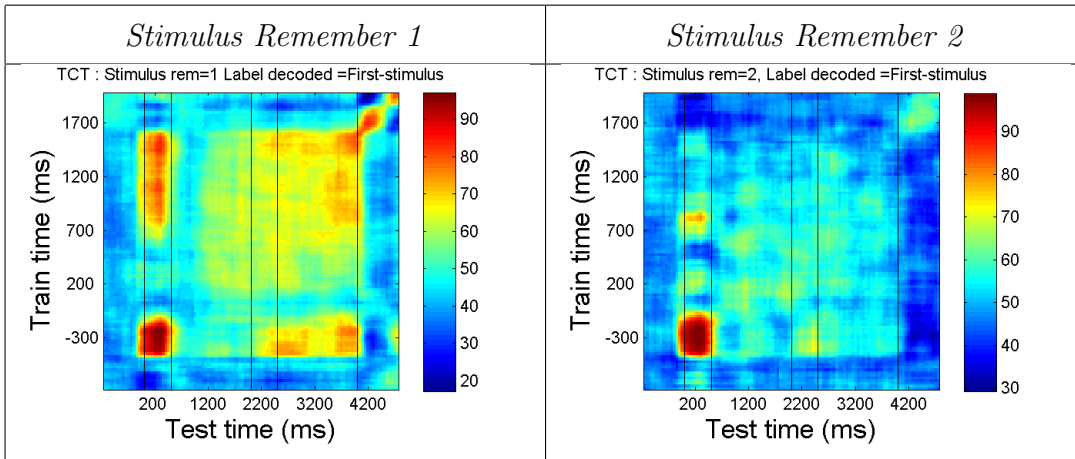 Stimulus Remember 1
Stimulus Remember 2
TCT : Stimulus rem=1 Label decoded =First-stimulus
1700
1200
700
200
-300
Train time (ms)
200 1200 2200 3200 4200
Test time (ms)
90
80
70
60
50
40
30
20
TCT : Stimulus rem=2, Label decoded =First-stimulus
1700
1200
700
200
-300
Train time (ms)
200 1200 2200 3200 4200
Test time (ms)
90
80
70
60
50
40
30